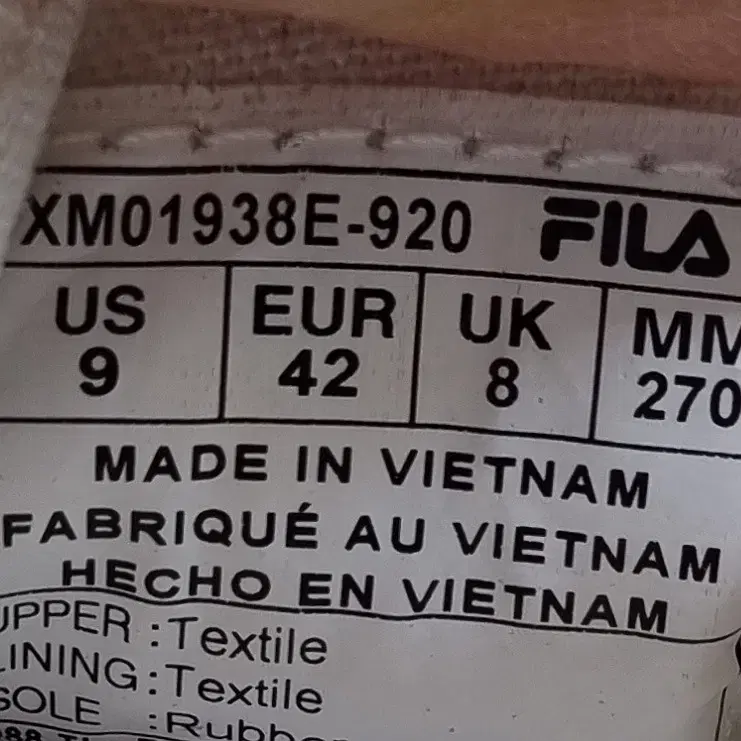 XM01938E-920 FILA
US EUR UK MM
9 42 8 270
MADE IN VIETNAM
FABRIQUÉ AU VIETNAM
HECHO EN VIETNAM
UPPER :Textile
LINING:Textile
SOLE :Rubber